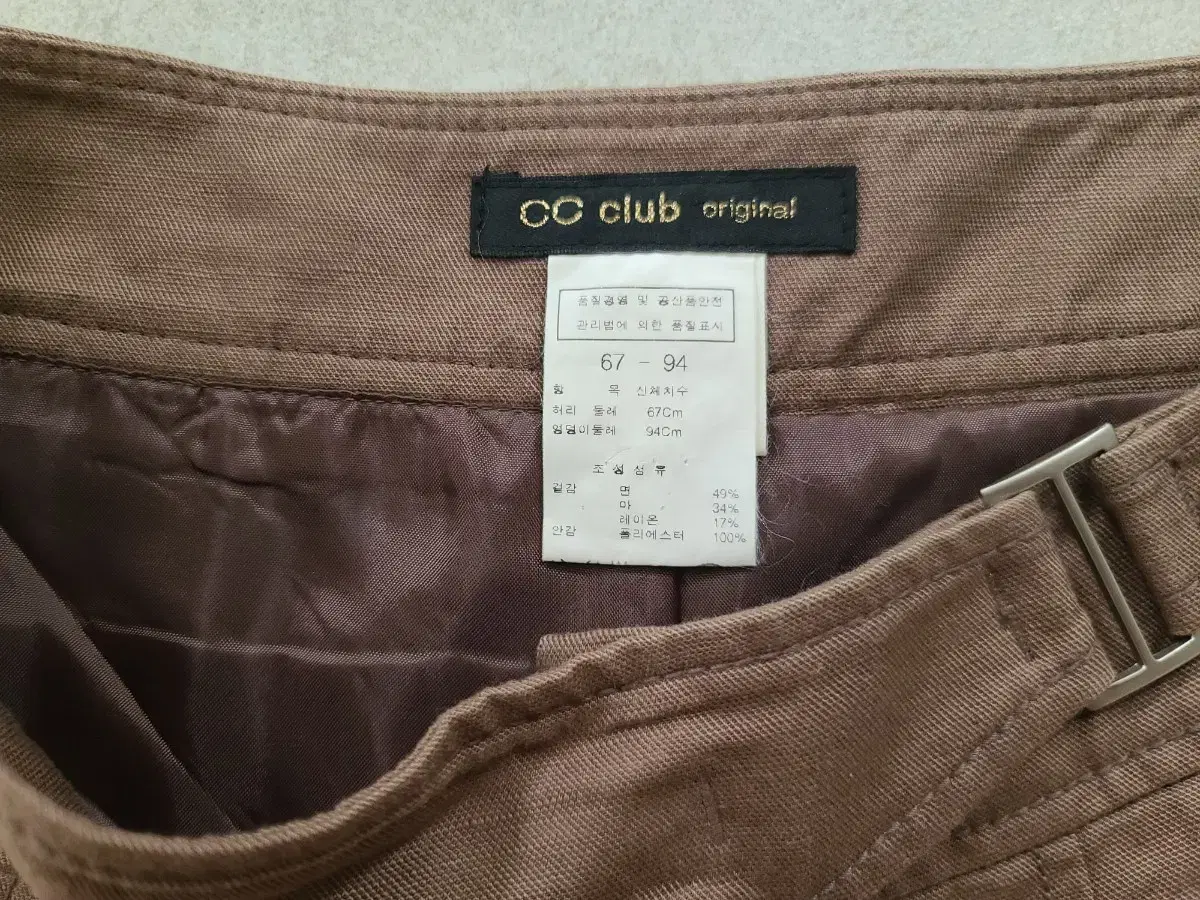 CC club original
품질경영 및 공산품안전
관리법에 의한 품질표시
67 - 94
항 목 신체치수
허리 둘레 67Cm
엉덩이둘레 94Cm
조성섬유
겉감 면 49%
마 34%
레이온 17%
안감 폴리에스터 100%